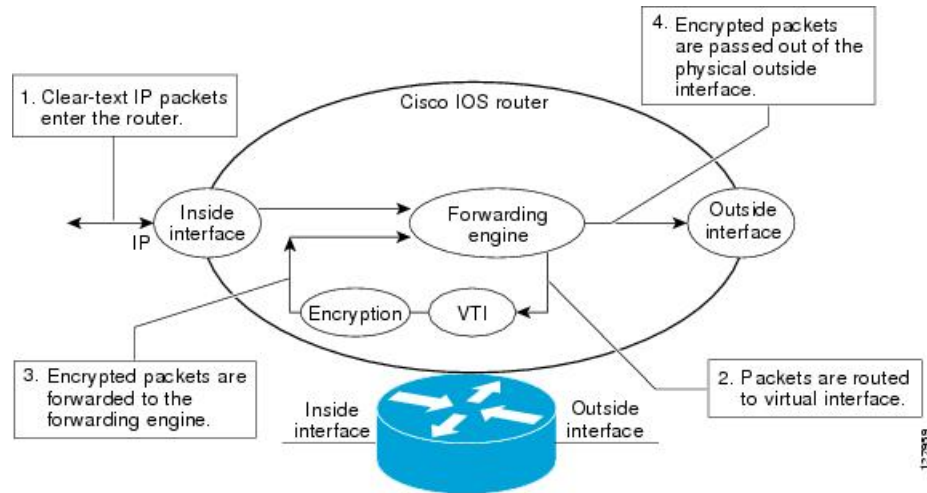 4. Encrypted packets
are passed out of the
physical outside
interface.
1. Clear-text IP packets
enter the router.
Cisco IOS router
Inside
interface
IP
Forwarding
engine
Outside
interface
Encryption
VTI
3. Encrypted packets are
forwarded to the
forwarding engine.
2. Packets are routed
to virtual interface.
Inside
interface
Outside
interface